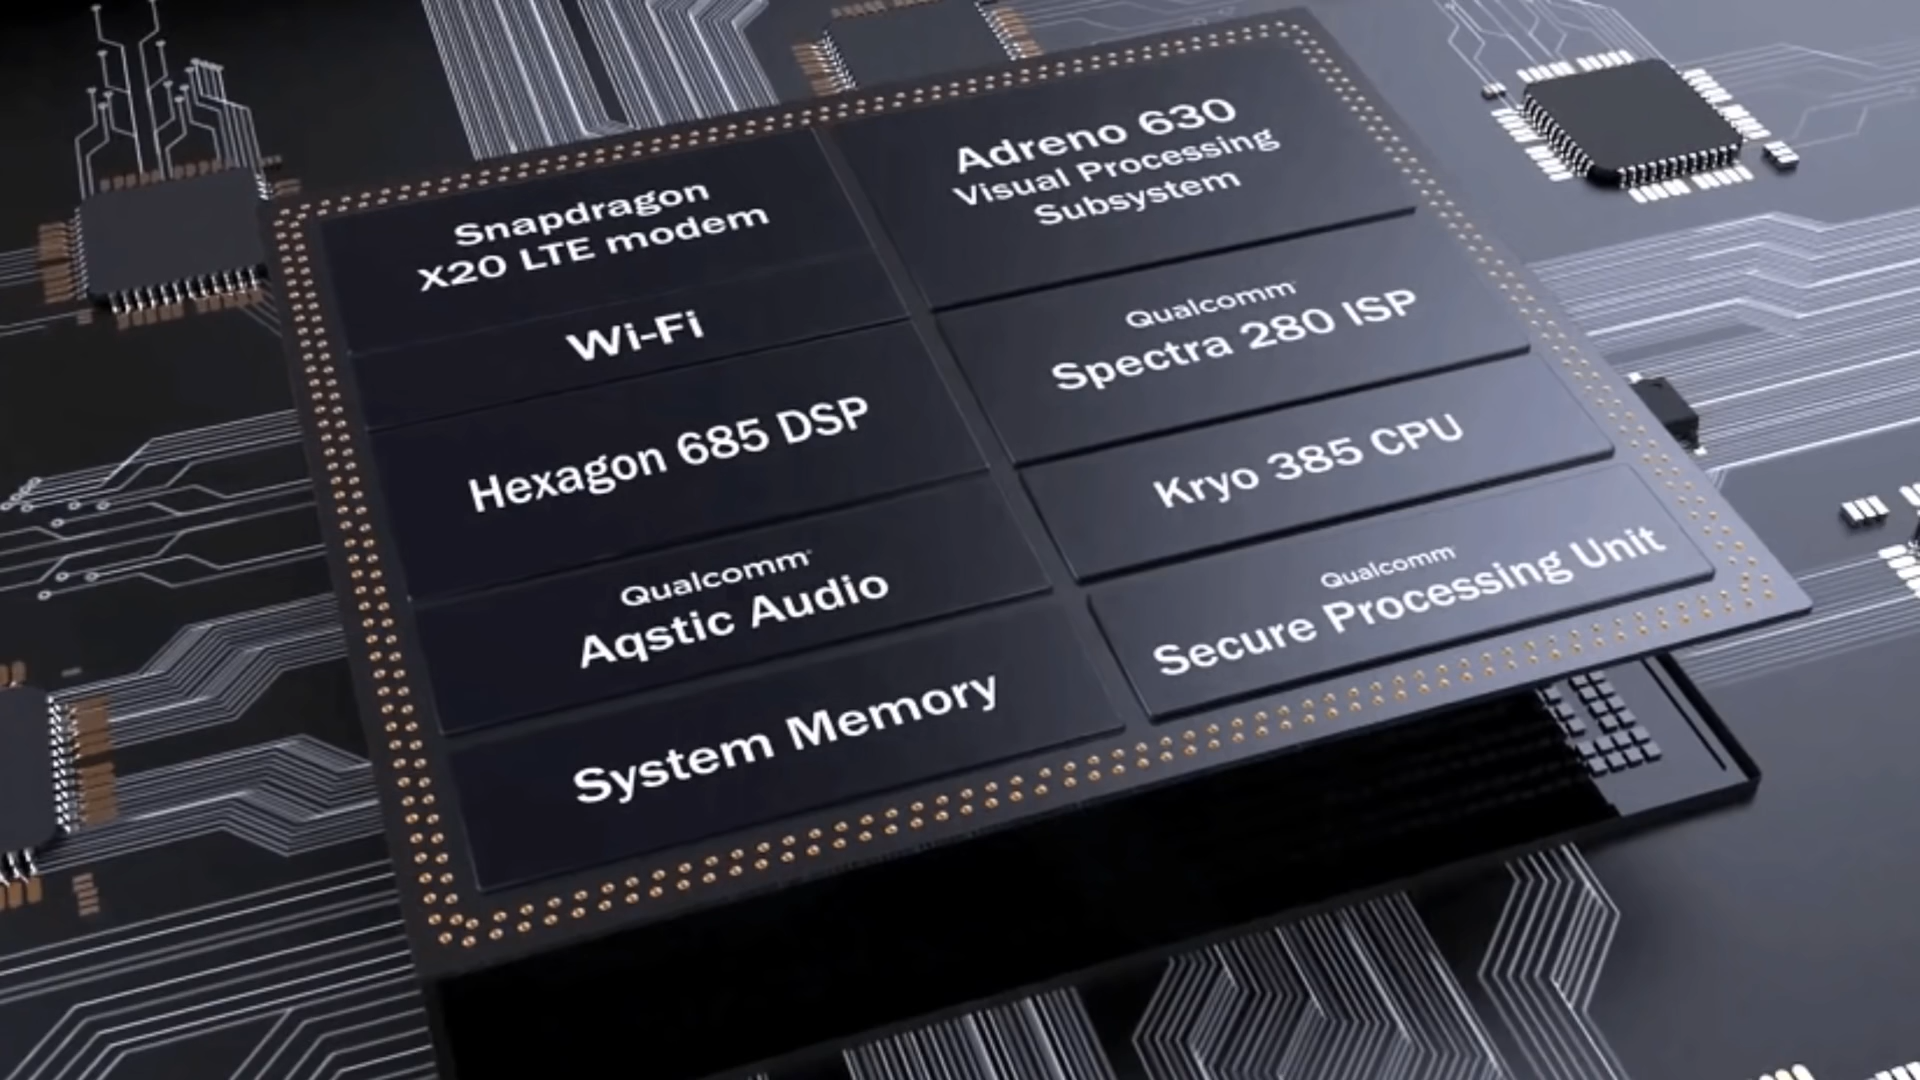 Snapdragon
X20 LTE modem
Wi-Fi
Hexagon 685 DSP
Qualcomm
Aqstic Audio
System Memory
Adreno 630
Visual Processing
Subsystem
Qualcomm
Spectra 280 ISP
Kryo 385 CPU
Qualcomm
Secure Processing Unit